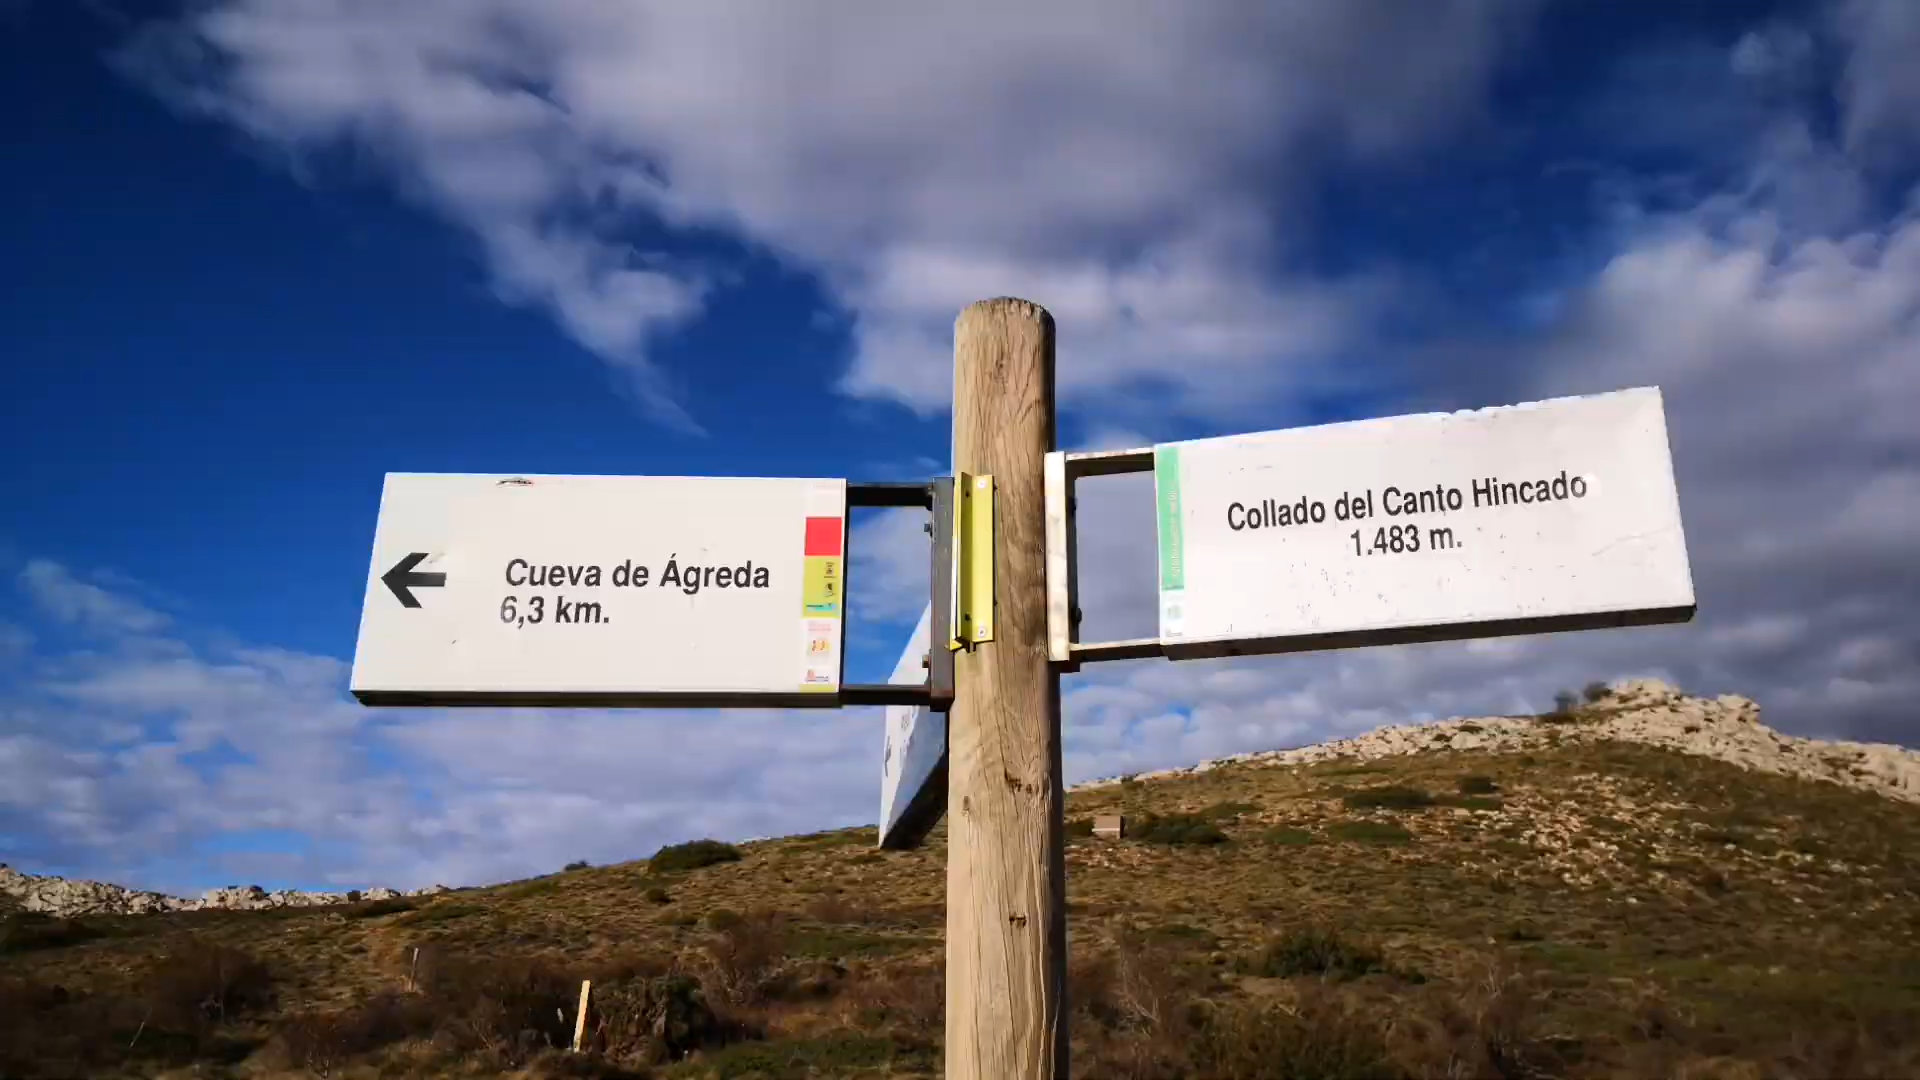 Cueva de Ágreda
6,3 km.
Collado del Canto Hincado
1.483 m.